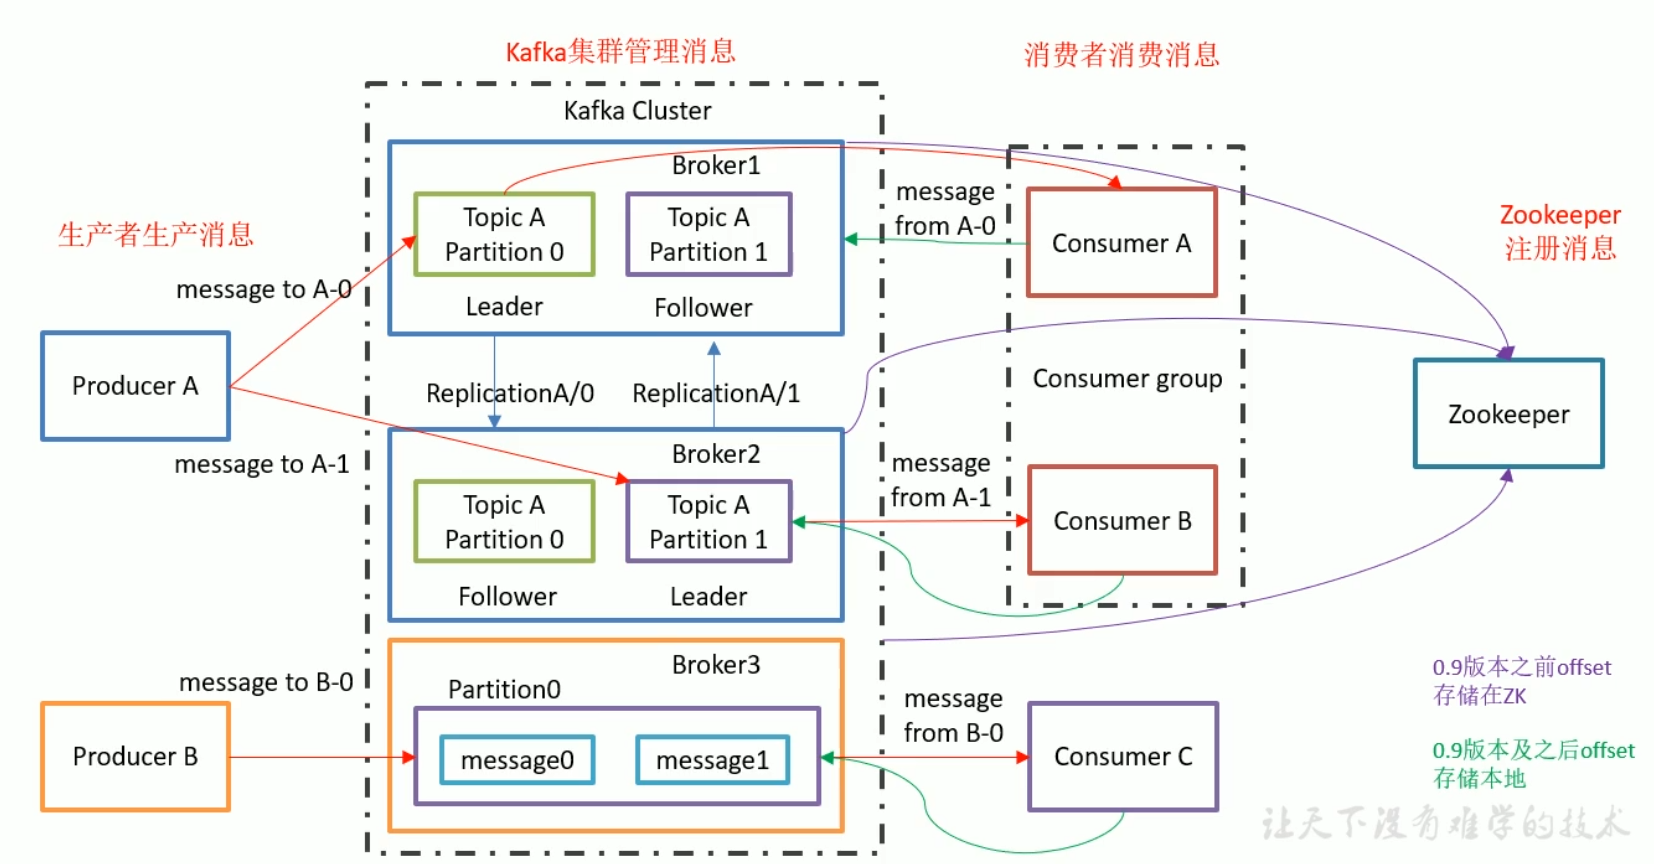 Kafka集群管理消息
消费者消费消息
Kafka Cluster
Broker1
Topic A
Partition 0
Topic A
Partition 1
Leader
Follower
message
from A-0
Consumer A
Zookeeper
注册消息
生产者生产消息
message to A-0
Producer A
message to A-1
ReplicationA/0
ReplicationA/1
Consumer group
Zookeeper
Broker2
Topic A
Partition 0
Topic A
Partition 1
Follower
Leader
message
from A-1
Consumer B
message to B-0
Producer B
Broker3
Partition0
message0
message1
message
from B-0
Consumer C
0.9版本之前offset
存储在ZK
0.9版本及之后offset
存储本地
让天下没有难学的技术